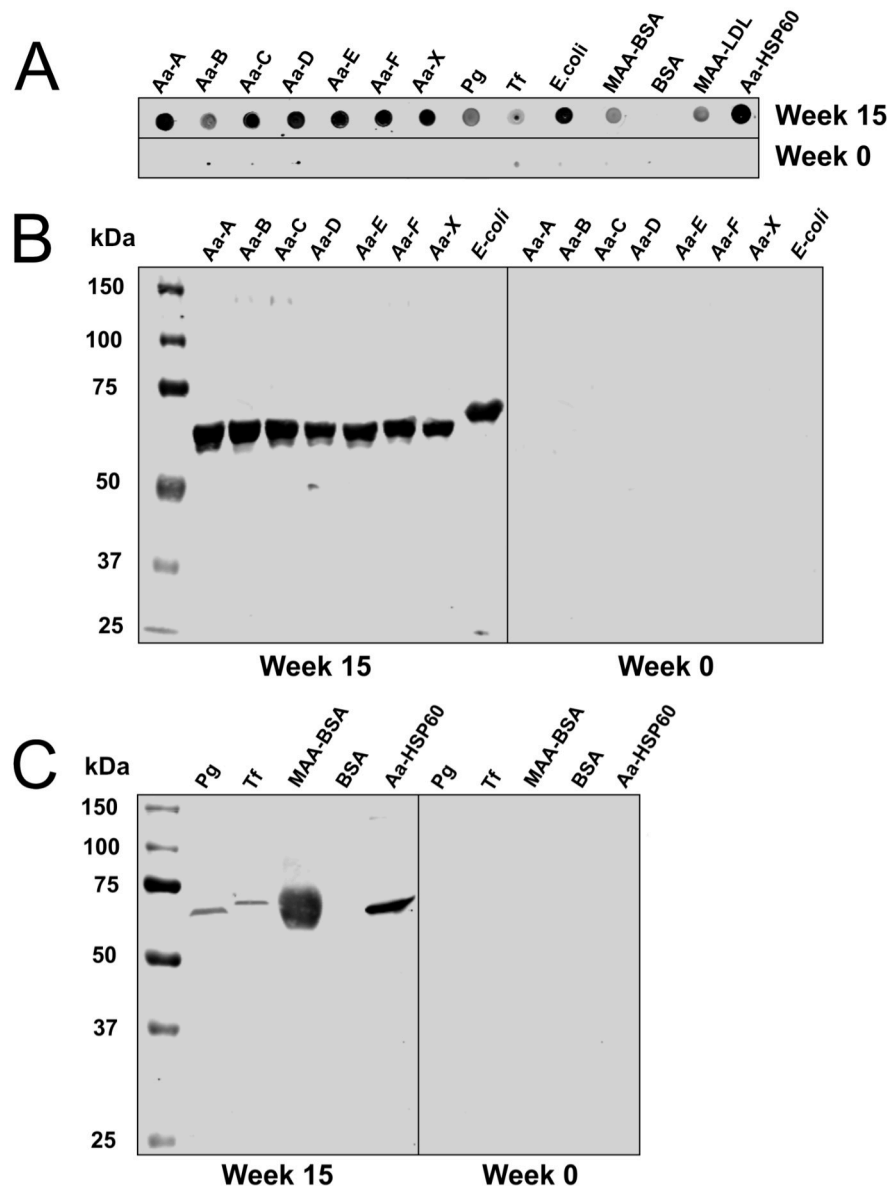 A
Aa-A Aa-B Aa-C Aa-D Aa-E Aa-F Aa-X Pg Tf E.coli MAA-BSA BSA MAA-LDL Aa-HSP60
Week 15
Week 0
B
kDa Aa-A Aa-B Aa-C Aa-D Aa-E Aa-F Aa-X E-coli Aa-A Aa-B Aa-C Aa-D Aa-E Aa-F Aa-X E-coli
150
100
75
50
37
25
Week 15 Week 0
C
kDa Pg Tf MAA-BSA BSA Aa-HSP60 Pg Tf MAA-BSA BSA Aa-HSP60
150
100
75
50
37
25
Week 15 Week 0